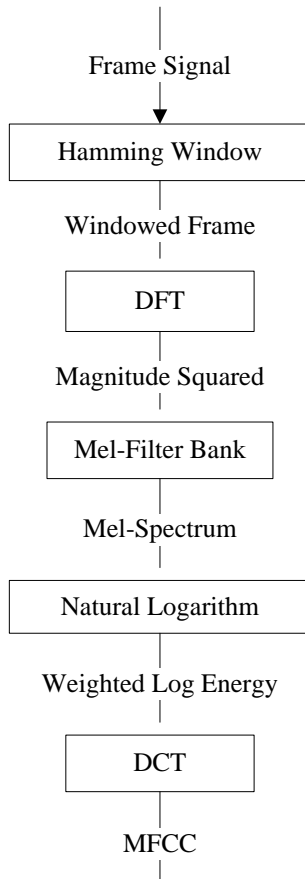 Frame Signal
Hamming Window
Windowed Frame
DFT
Magnitude Squared
Mel-Filter Bank
Mel-Spectrum
Natural Logarithm
Weighted Log Energy
DCT
MFCC